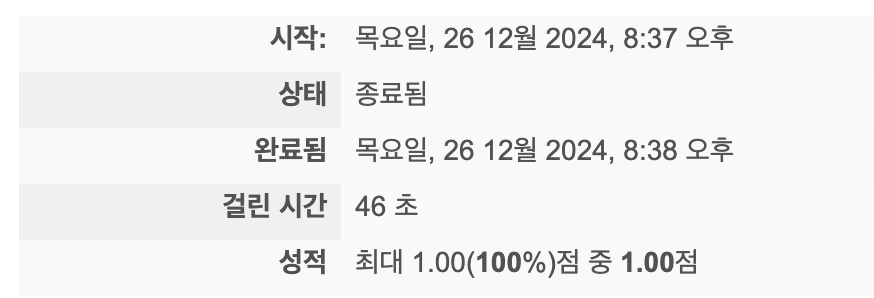 시작: 목요일, 26 12월 2024, 8:37 오후
상태 종료됨
완료됨 목요일, 26 12월 2024, 8:38 오후
걸린 시간 46 초
성적 최대 1.00(100%)점 중 1.00점